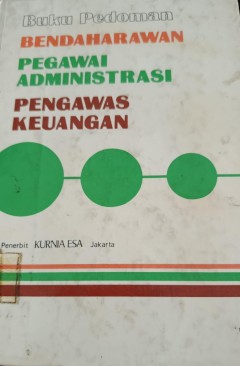 Buku Pedoman
BENDAHARAWAN
PEGAWAI
ADMINISTRASI
PENGAWAS
KEUANGAN
Penerbit KURNIA ESA Jakarta